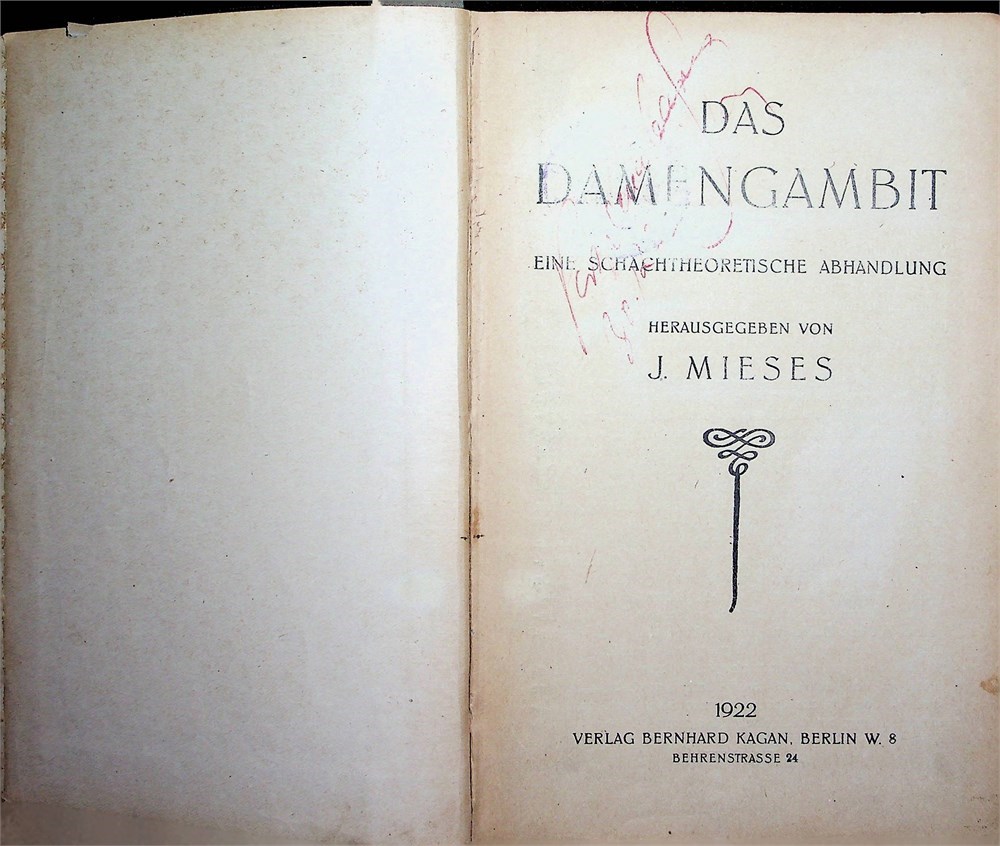 DAS
DAMENGAMBIT
EINE SCHACHTHEORETISCHE ABHANDLUNG
HERAUSGEGEBEN VON
J. MIESES
1922
VERLAG BERNHARD KAGAN, BERLIN W. 8
BEHRENSTRASSE 24